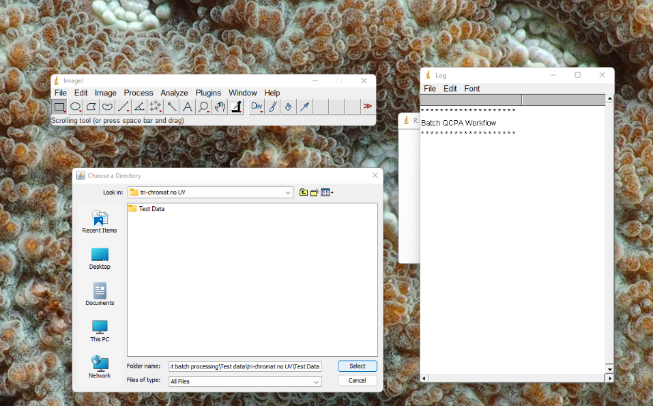 ImageJ
File Edit Image Process Analyze Plugins Window Help
Dev
Scrolling tool (or press space bar and drag)
Log
File Edit Font
********************
Batch QCPA Workflow
********************
Choose a Directory
Look in: tri-chromat no UV
Test Data
Recent Items
Desktop
Documents
This PC
Network
Folder name: t batch processing\Test data\tri-chromat no UV\Test Data
Select
Files of type: All Files
Cancel